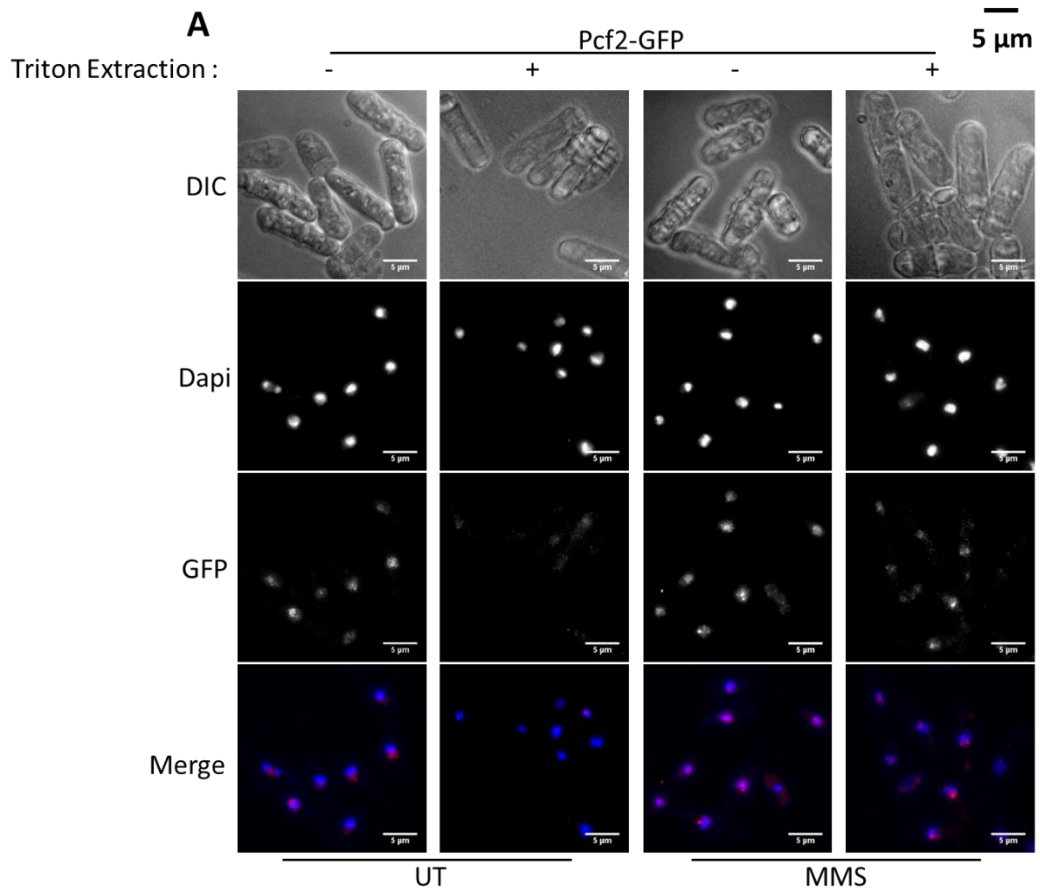 A
5 µm
Pcf2-GFP
Triton Extraction : - + - +
DIC
5 µm 5 µm 5 µm 5 µm
Dapi
5 µm 5 µm 5 µm 5 µm
GFP
5 µm 5 µm 5 µm 5 µm
Merge
5 µm 5 µm 5 µm 5 µm
UT MMS